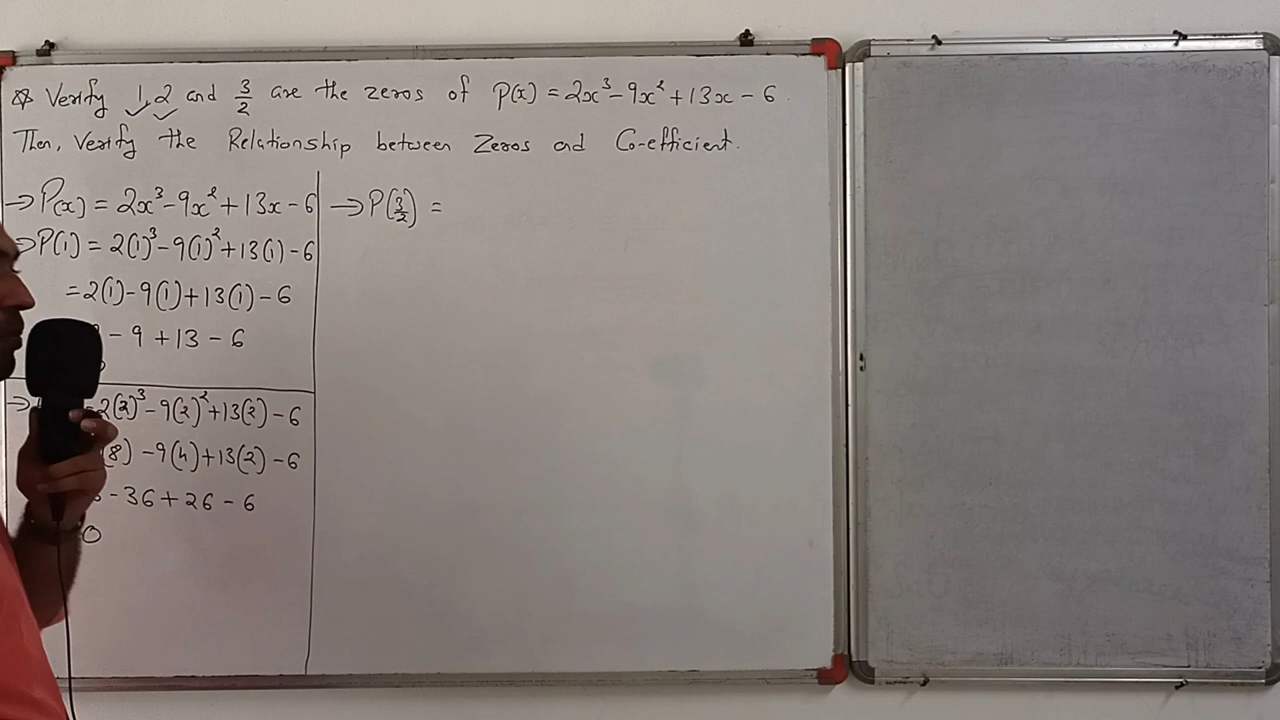 Q Verify 1, 2 and 3/2 are the zeros of P(x) = 2x³ - 9x² + 13x - 6.
Then, Verify the Relationship between Zeros and Co-efficient.
→ P(x) = 2x³ - 9x² + 13x - 6
→ P(1) = 2(1)³ - 9(1)² + 13(1) - 6
= 2(1) - 9(1) + 13(1) - 6
- 9 + 13 - 6
→ = 2(2)³ - 9(2)² + 13(2) - 6
(8) - 9(4) + 13(2) - 6
- 36 + 26 - 6
0
→ P(3/2) =